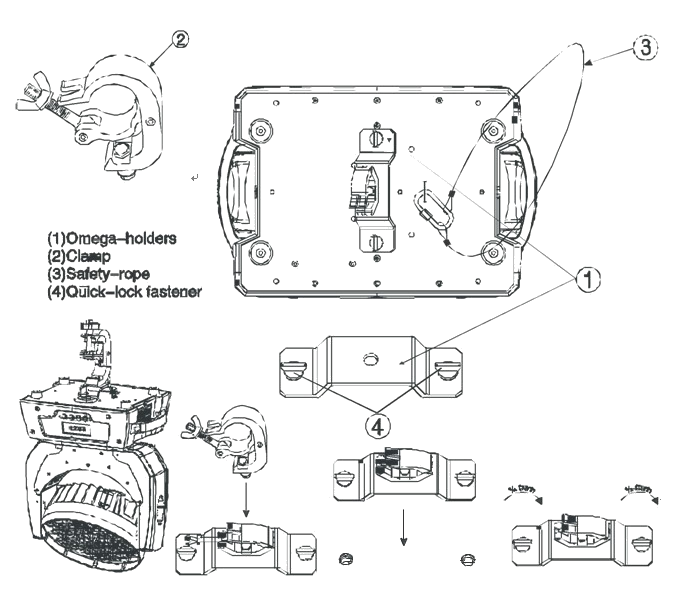 ②
③
(1)Omega-holders
(2)Clamp
(3)Safety-rope
(4)Quick-lock fastener
①
④